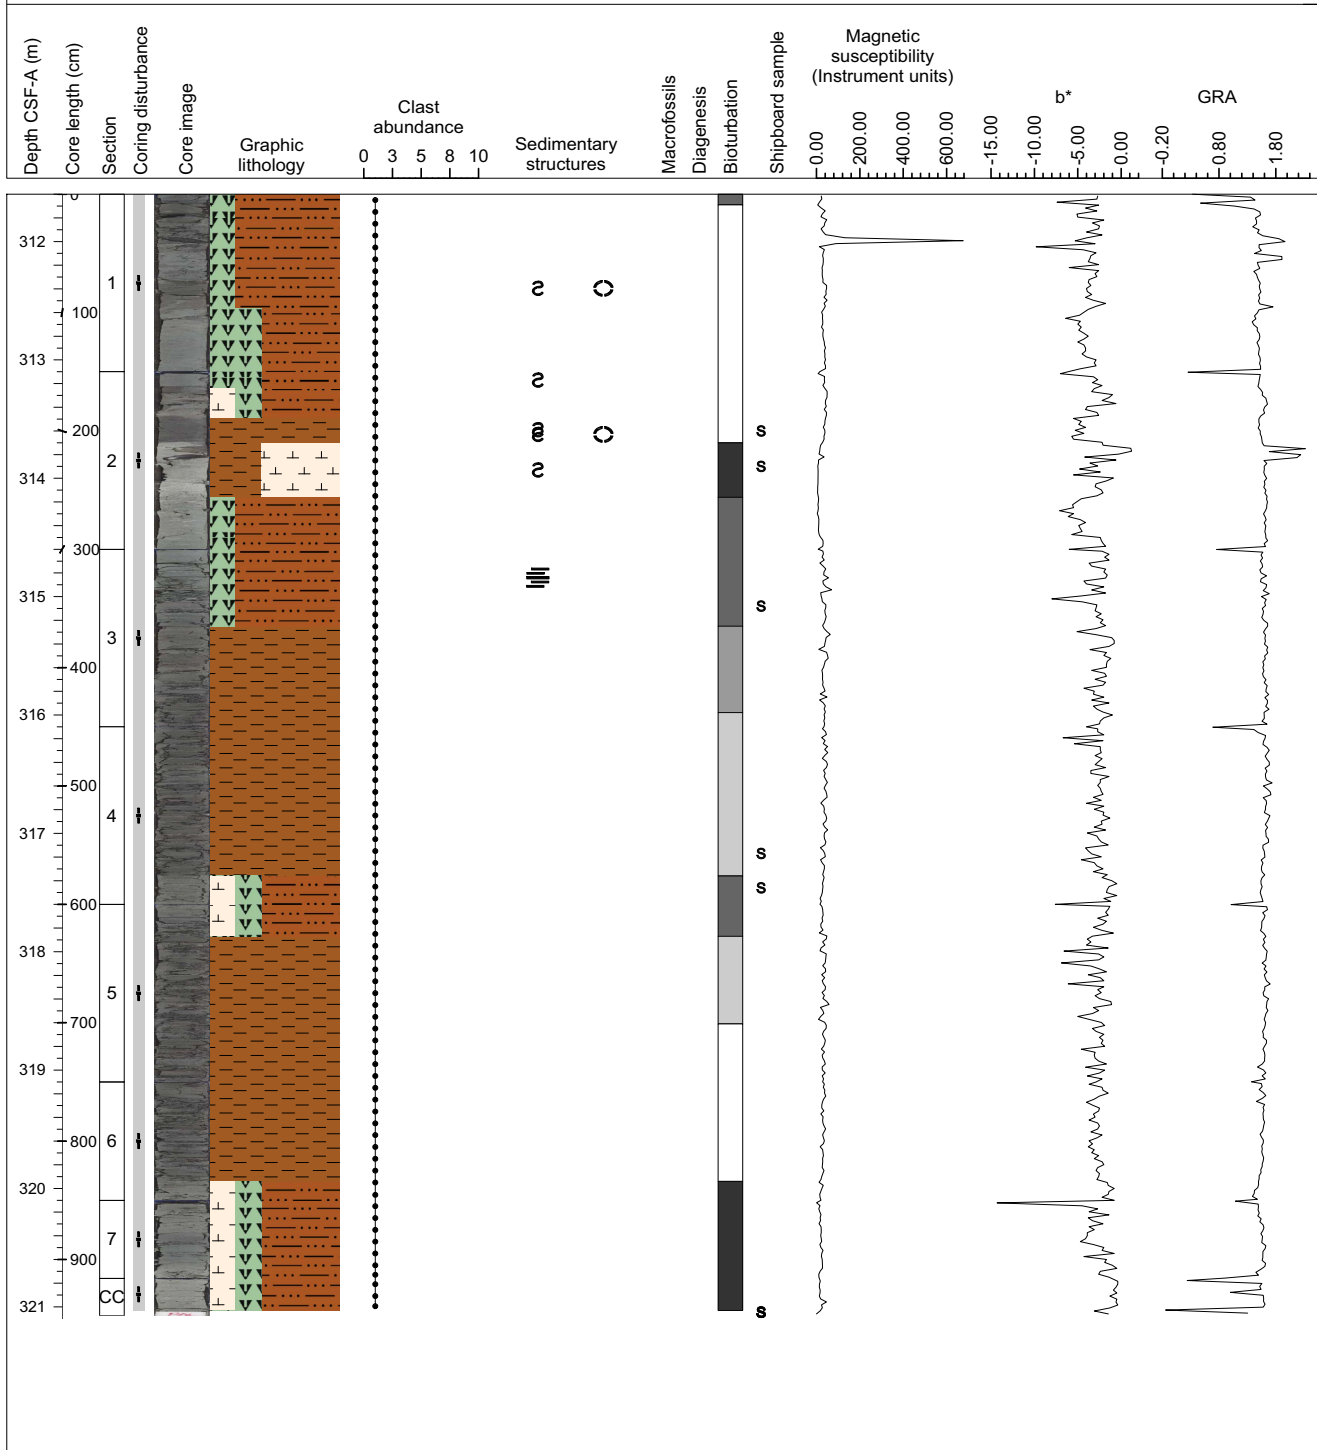 Depth CSF-A (m)
Core length (cm)
Section
Coring disturbance
Core image
Graphic
lithology
Clast
abundance
0 3 5 8 10
Sedimentary
structures
Macrofossils
Diagenesis
Bioturbation
Shipboard sample
Magnetic
susceptibility
(Instrument units)
0.00 200.00 400.00 600.00
b*
-15.00 -10.00 -5.00 0.00
GRA
-0.20 0.80 1.80
0
312
1
100
313
200 S
2 S
314
300
315 S
3
400
316
500
4
317
S
S
600
318
5
700
319
6
800
320
7
900
CC
321 S